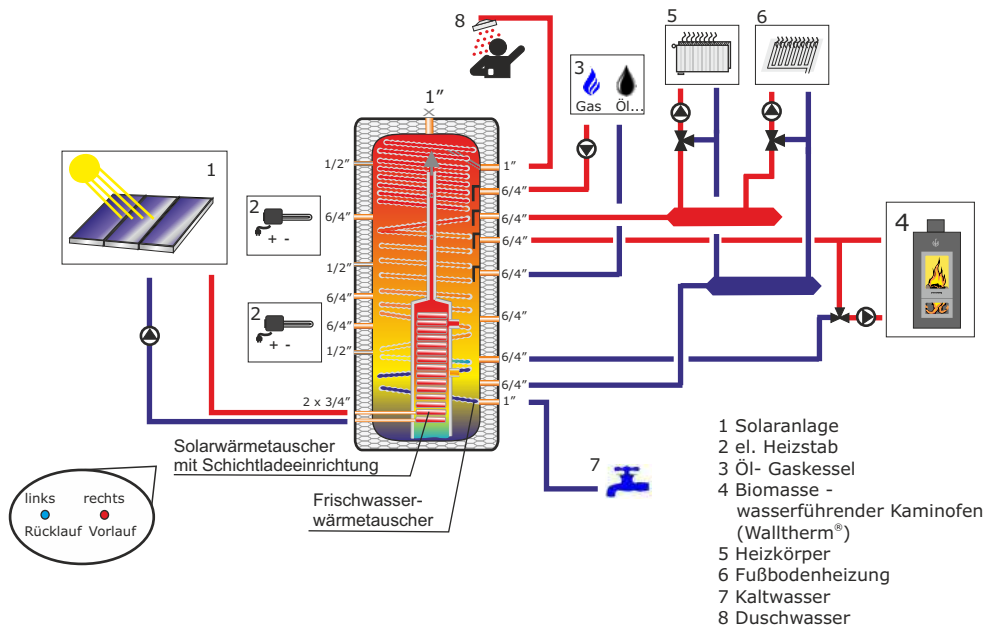 8
5
6
3
Gas Öl...
1”
1
1/2”
1”
6/4”
2
+ -
6/4”
6/4”
6/4”
4
1/2”
6/4”
6/4”
2
+ -
6/4”
6/4”
1/2”
6/4”
6/4”
2 x 3/4”
1”
Solarwärmetauscher
mit Schichtladeeinrichtung
Frischwasser-
wärmetauscher
7
links rechts
Rücklauf Vorlauf
1 Solaranlage
2 el. Heizstab
3 Öl- Gaskessel
4 Biomasse -
wasserführender Kaminofen
(Walltherm®)
5 Heizkörper
6 Fußbodenheizung
7 Kaltwasser
8 Duschwasser